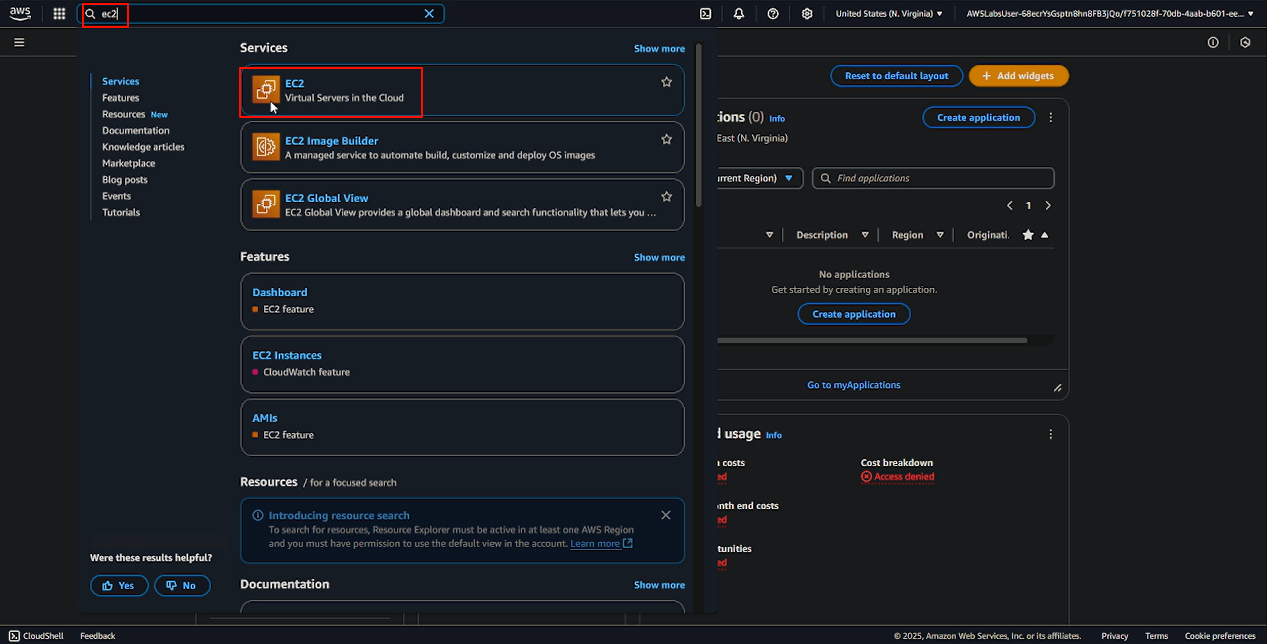 aws
ec2
United States (N. Virginia)
AWSLabsUser-68ecrYsGsptn8hn8FB3jQo/f751028f-70db-4aab-b601-ee...
Services
Features
Resources New
Documentation
Knowledge articles
Marketplace
Blog posts
Events
Tutorials
Were these results helpful?
Yes
No
Services
Show more
EC2
Virtual Servers in the Cloud
EC2 Image Builder
A managed service to automate build, customize and deploy OS images
EC2 Global View
EC2 Global View provides a global dashboard and search functionality that lets you ...
Features
Show more
Dashboard
EC2 feature
EC2 Instances
CloudWatch feature
AMIs
EC2 feature
Resources / for a focused search
Introducing resource search
To search for resources, Resource Explorer must be active in at least one AWS Region
and you must have permission to use the default view in the account. Learn more
Documentation
Show more
Reset to default layout
Add widgets
tions (0) Info
East (N. Virginia)
Create application
rrent Region)
Find applications
1
Description
Region
Originati.
No applications
Get started by creating an application.
Create application
Go to myApplications
d usage Info
costs
ed
Cost breakdown
Access denied
nth end costs
ed
tunities
ed
CloudShell
Feedback
© 2025, Amazon Web Services, Inc. or its affiliates.
Privacy
Terms
Cookie preferences